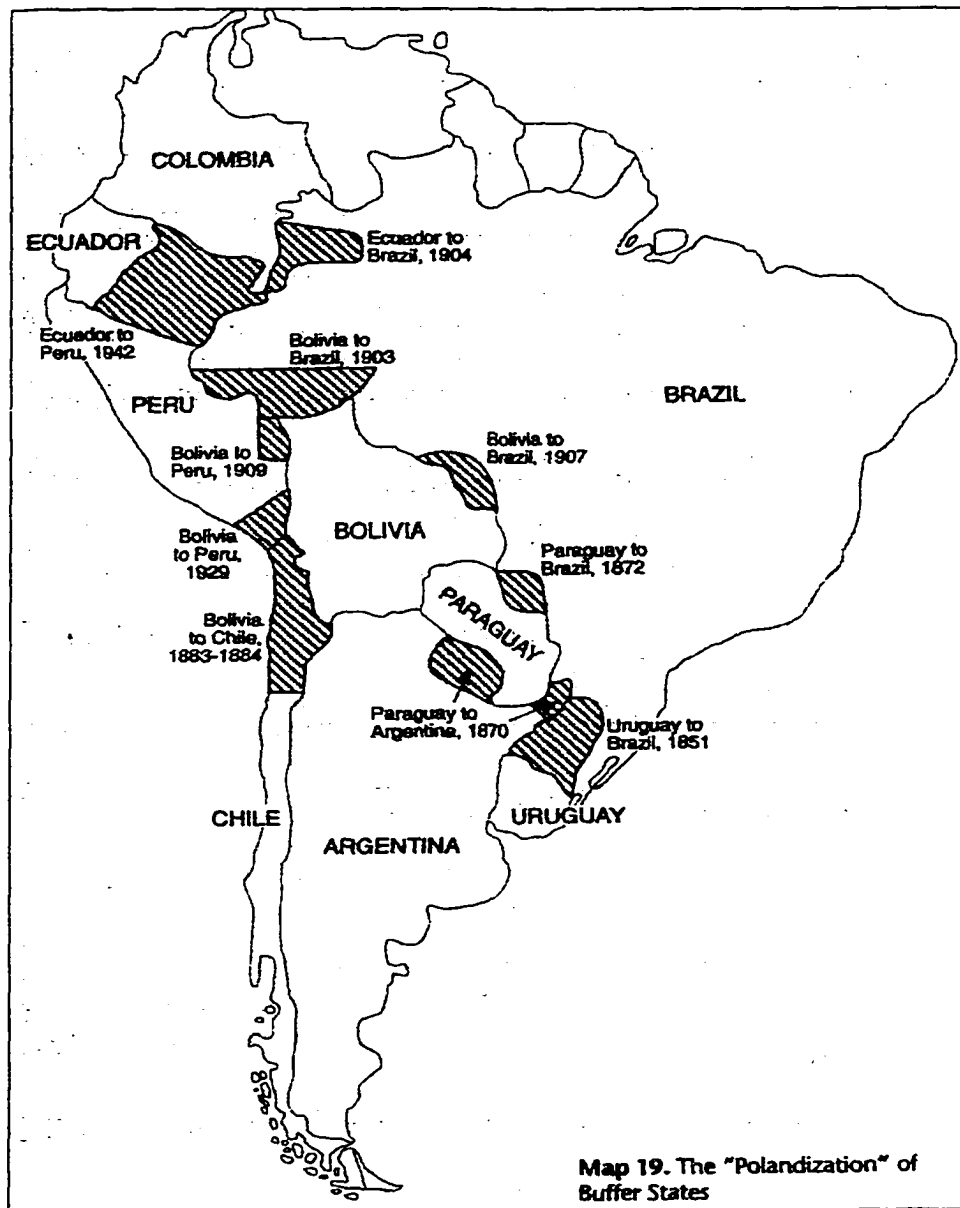 COLOMBIA
ECUADOR
Ecuador to
Brazil, 1904
Ecuador to
Peru, 1942
Bolivia to
Brazil, 1903
PERU
BRAZIL
Bolivia to
Peru, 1909
Bolivia to
Brazil, 1907
BOLIVIA
Bolivia
to Peru,
1929
Paraguay to
Brazil, 1872
PARAGUAY
Bolivia
to Chile,
1883-1884
Paraguay to
Argentina, 1870
Uruguay to
Brazil, 1851
CHILE
URUGUAY
ARGENTINA
Map 19. The "Polandization" of
Buffer States